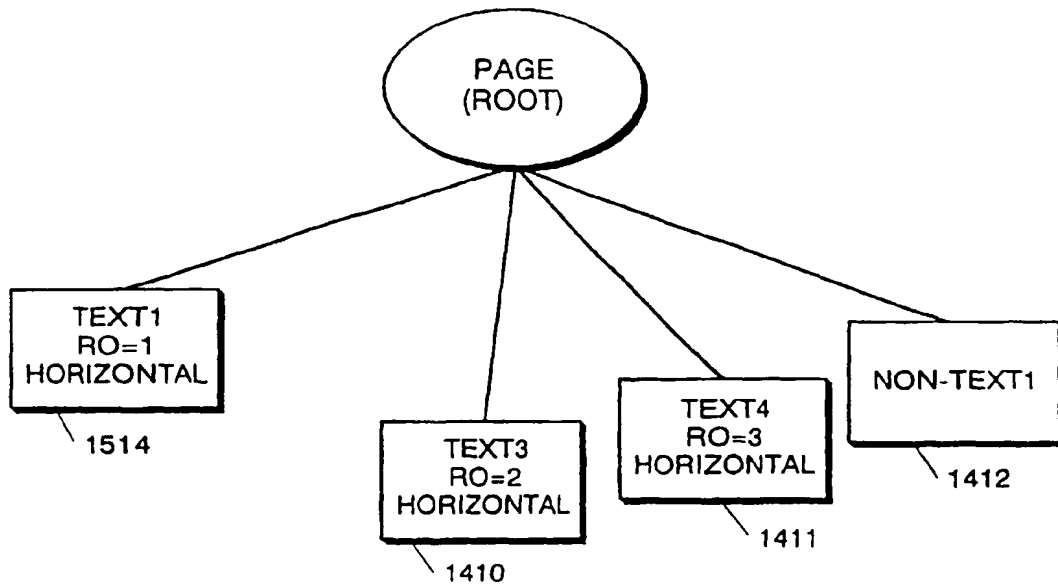 PAGE
(ROOT)
TEXT1
RO=1
HORIZONTAL
1514
TEXT3
RO=2
HORIZONTAL
1410
TEXT4
RO=3
HORIZONTAL
1411
NON-TEXT1
1412